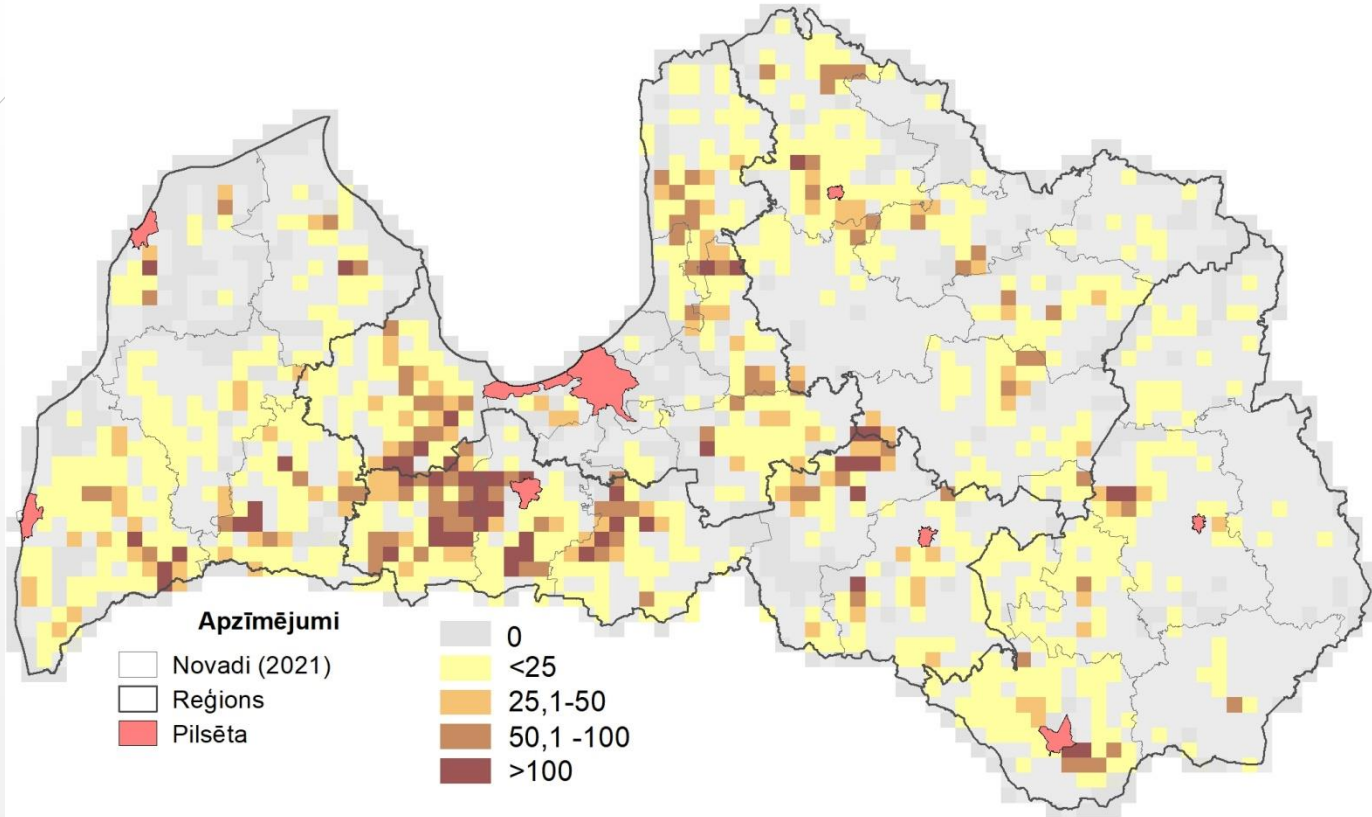 Apzīmējumi
Novadi (2021)
Reģions
Pilsēta
0
<25
25,1-50
50,1 -100
>100